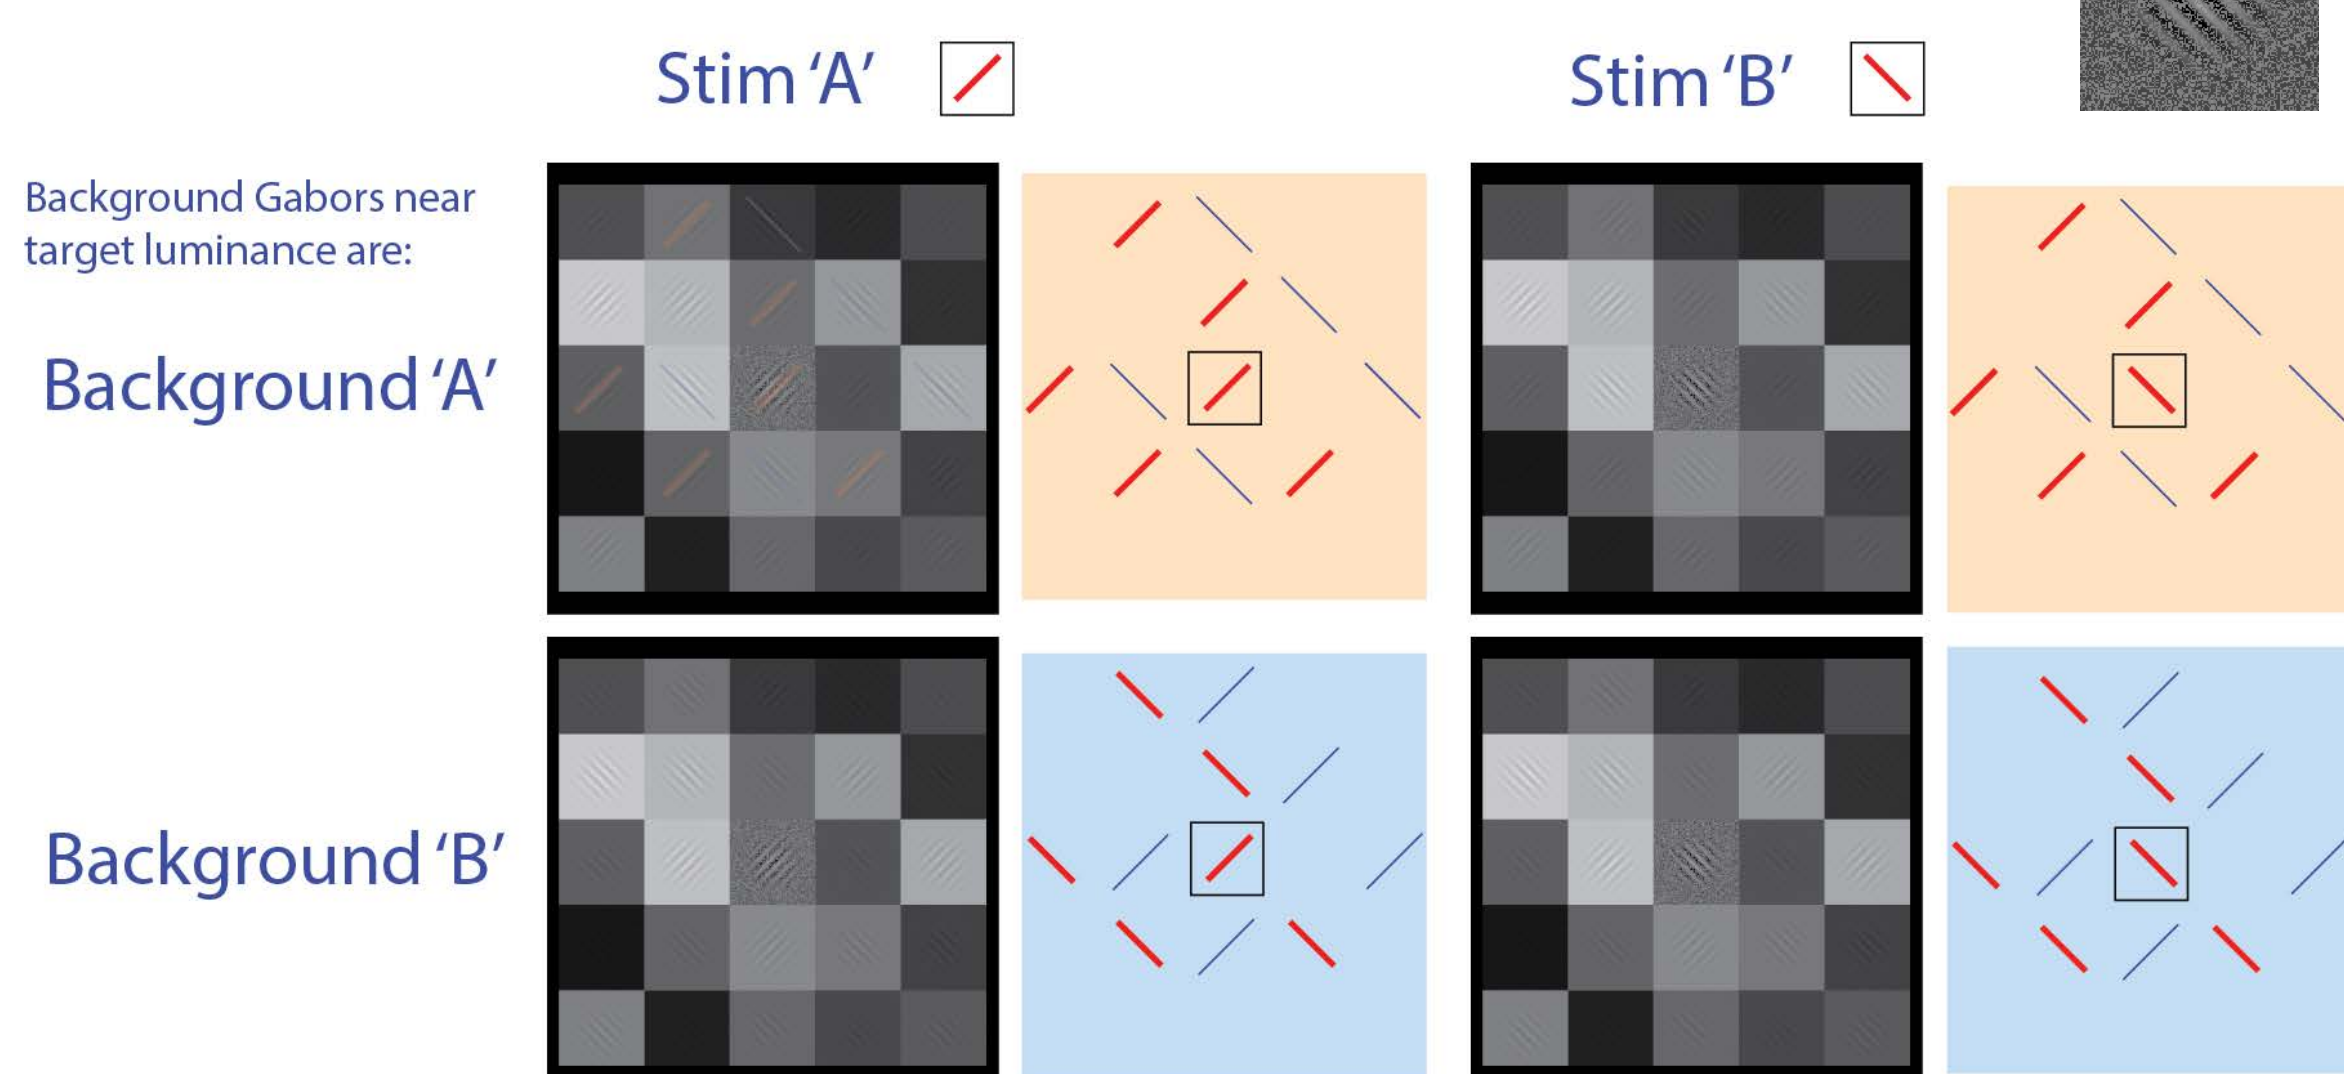 Stim ‘A’
Stim ‘B’
Background Gabors near
target luminance are:
Background ‘A’
Background ‘B’